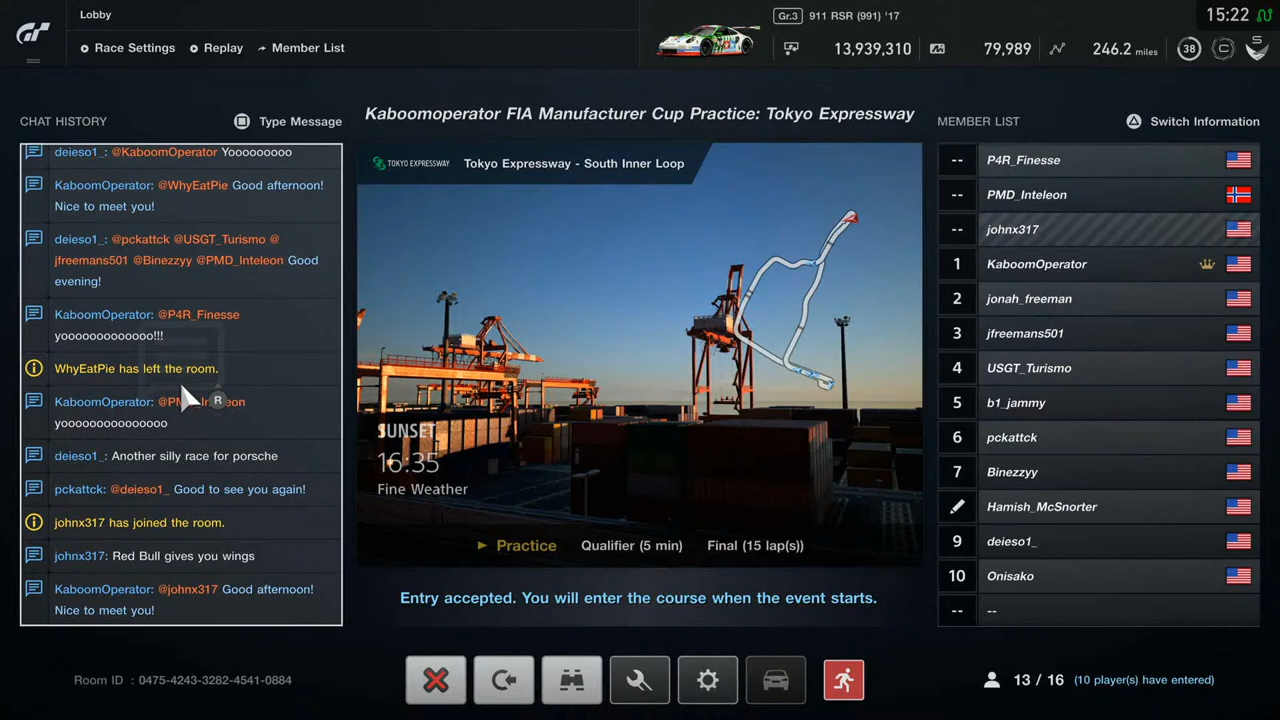 Lobby
Race Settings
Replay
Member List
Gr.3
911 RSR (991) '17
13,939,310
79,989
246.2 miles
38
C
S
15:22
CHAT HISTORY
Type Message
Kaboomoperator FIA Manufacturer Cup Practice: Tokyo Expressway
MEMBER LIST
Switch Information
deieso1_: @KaboomOperator Yooooooooo
KaboomOperator: @WhyEatPie Good afternoon!
Nice to meet you!
deieso1_: @pckattck @USGT_Turismo @
jfreemans501 @Binezzyy @PMD_Inteleon Good
evening!
KaboomOperator: @P4R_Finesse
yooooooooooooo!!!
WhyEatPie has left the room.
KaboomOperator:
R
yooooooooooooooo
deieso1_: Another silly race for porsche
pckattck: @deieso1_ Good to see you again!
johnx317 has joined the room.
johnx317: Red Bull gives you wings
KaboomOperator: @johnx317 Good afternoon!
Nice to meet you!
TOKYO EXPRESSWAY
Tokyo Expressway - South Inner Loop
SUNSET
16:35
Fine Weather
Practice
Qualifier (5 min)
Final (15 lap(s))
Entry accepted. You will enter the course when the event starts.
-- P4R_Finesse
-- PMD_Inteleon
-- johnx317
1 KaboomOperator
2 jonah_freeman
3 jfreemans501
4 USGT_Turismo
5 b1_jammy
6 pckattck
7 Binezzyy
Hamish_McSnorter
9 deieso1_
10 Onisako
-- --
Room ID : 0475-4243-3282-4541-0884
13 / 16
(10 player(s) have entered)